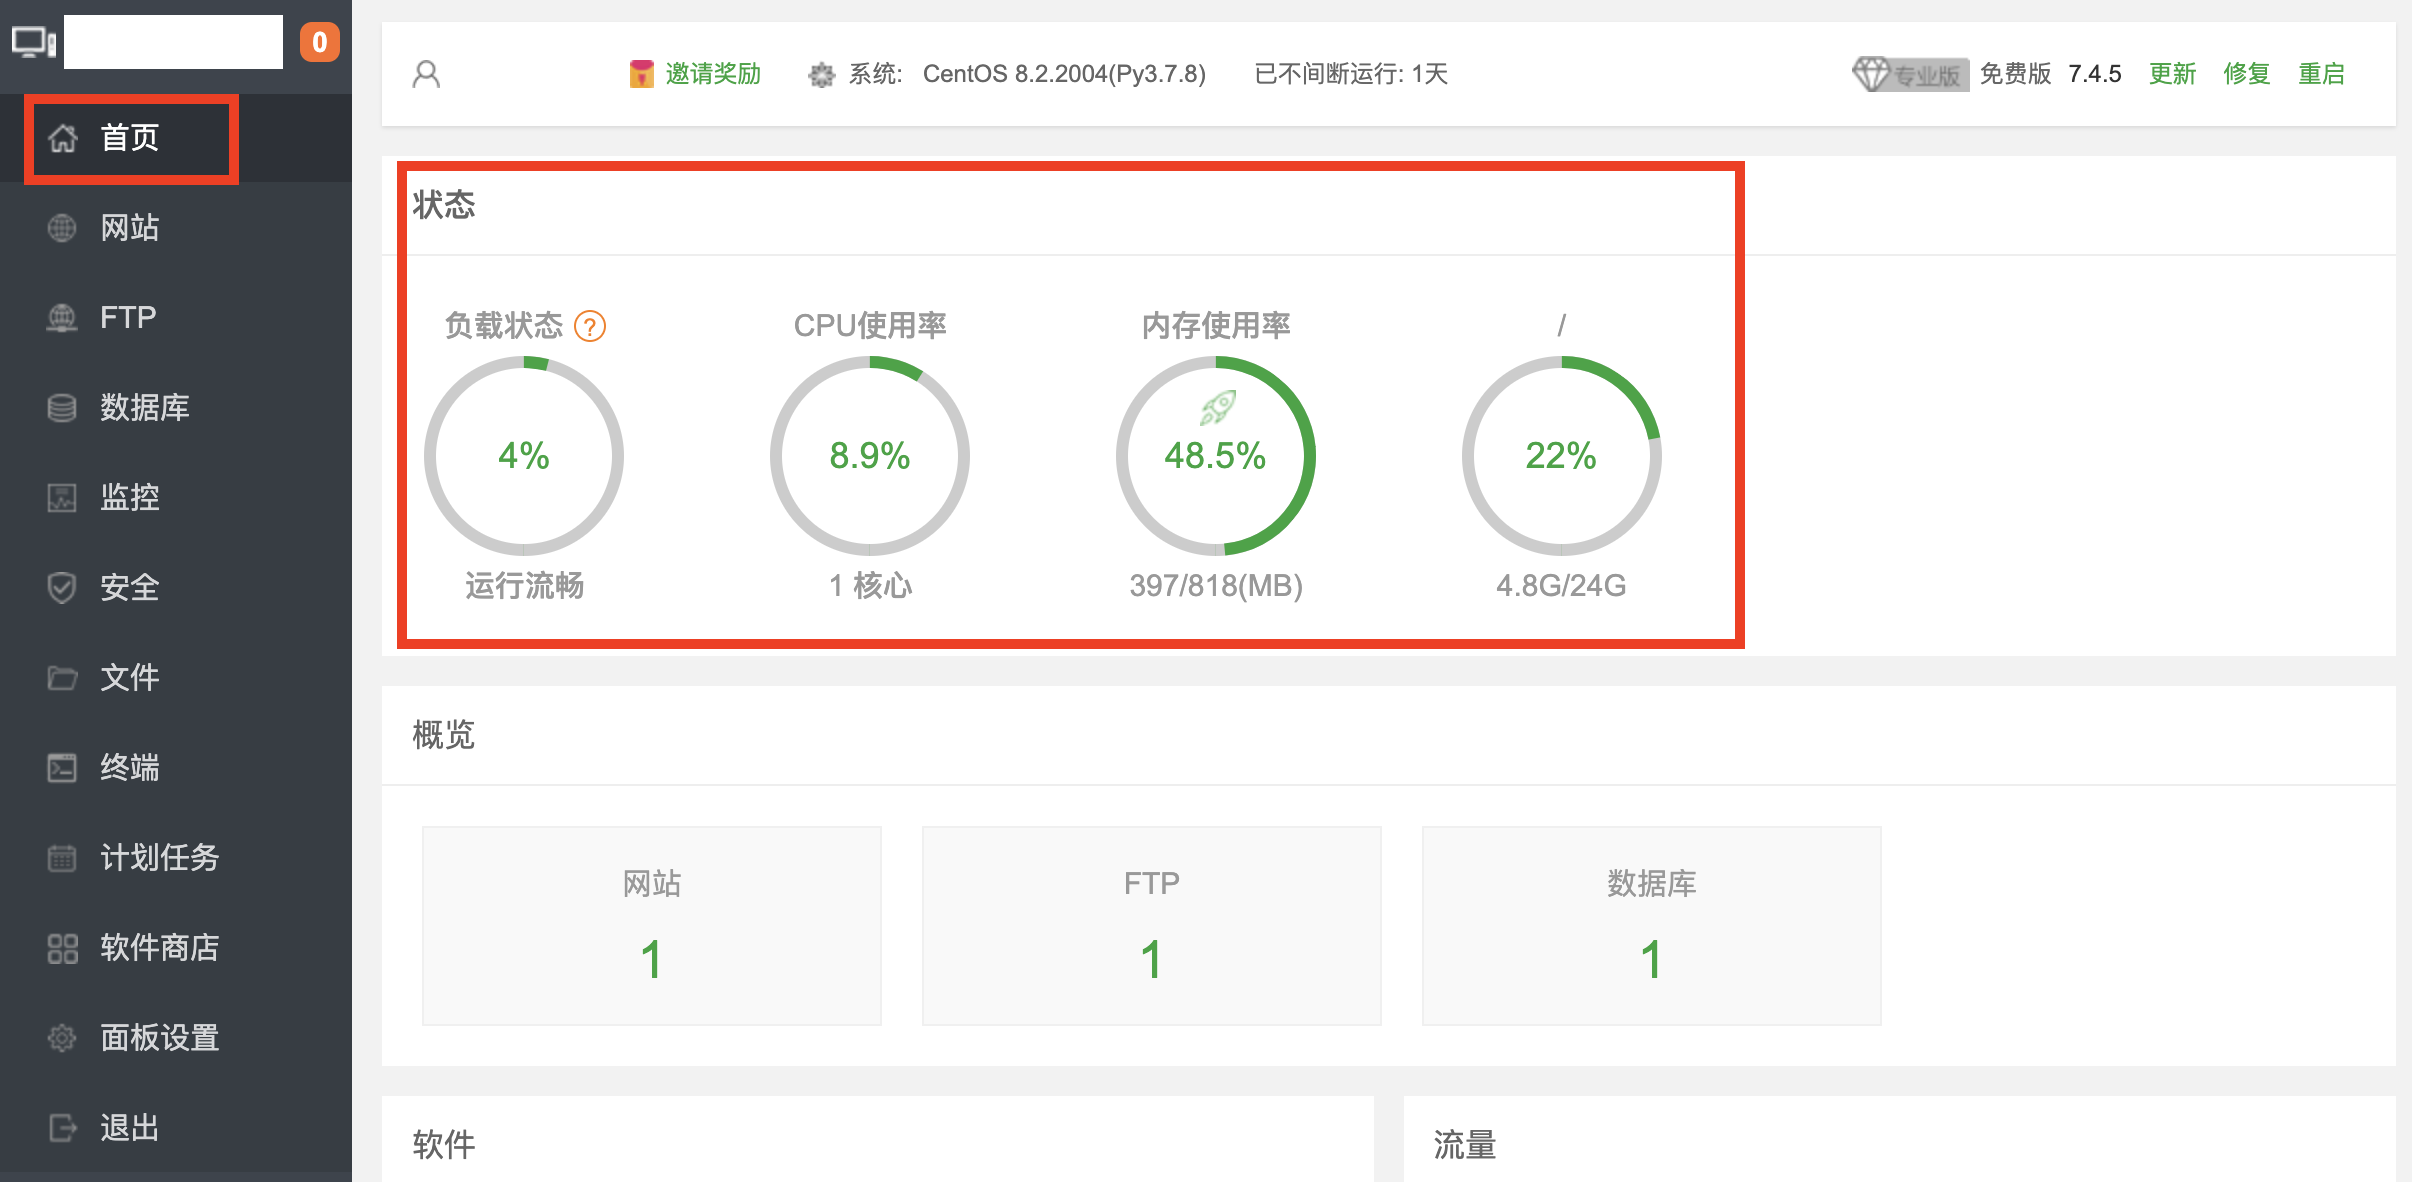 0
首页
网站
FTP
数据库
监控
安全
文件
终端
计划任务
软件商店
面板设置
退出
邀请奖励 系统: CentOS 8.2.2004(Py3.7.8) 已不间断运行: 1天 专业版 免费版 7.4.5 更新 修复 重启
状态
负载状态 ? CPU使用率 内存使用率 /
4% 8.9% 48.5% 22%
运行流畅 1 核心 397/818(MB) 4.8G/24G
概览
网站 FTP 数据库
1 1 1
软件 流量